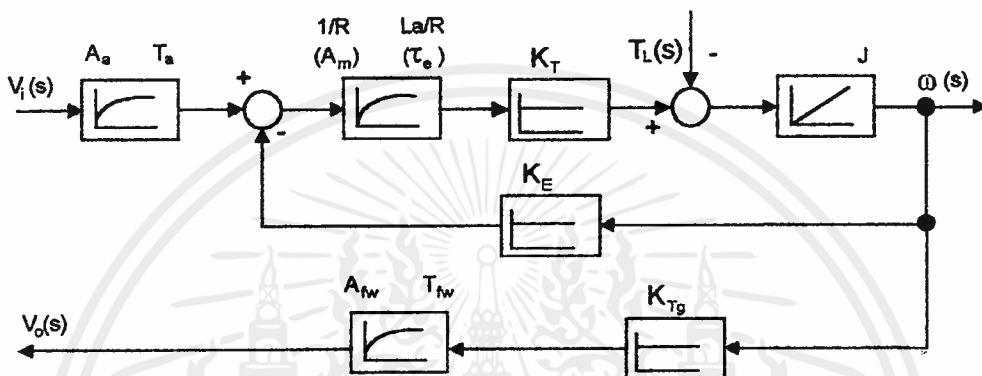 1/R La/R
A_a T_a (A_m) (τ_e) K_T T_L(s) - J
V_i(s) + ω(s)
- +
K_E
A_fw T_fw K_Tg
V_o(s)